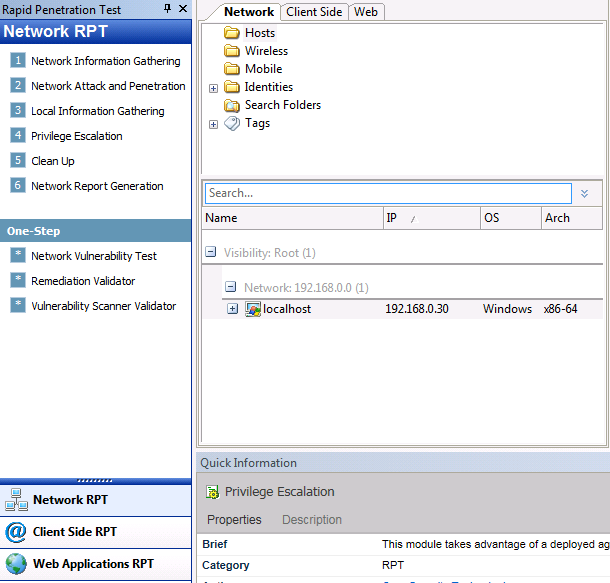 Rapid Penetration Test
Network RPT
1 Network Information Gathering
2 Network Attack and Penetration
3 Local Information Gathering
4 Privilege Escalation
5 Clean Up
6 Network Report Generation
One-Step
* Network Vulnerability Test
* Remediation Validator
* Vulnerability Scanner Validator
Network RPT
Client Side RPT
Web Applications RPT
Network Client Side Web
Hosts
Wireless
Mobile
Identities
Search Folders
Tags
Search...
Name IP OS Arch
Visibility: Root (1)
Network: 192.168.0.0 (1)
localhost 192.168.0.30 Windows x86-64
Quick Information
Privilege Escalation
Properties Description
Brief This module takes advantage of a deployed ag
Category RPT